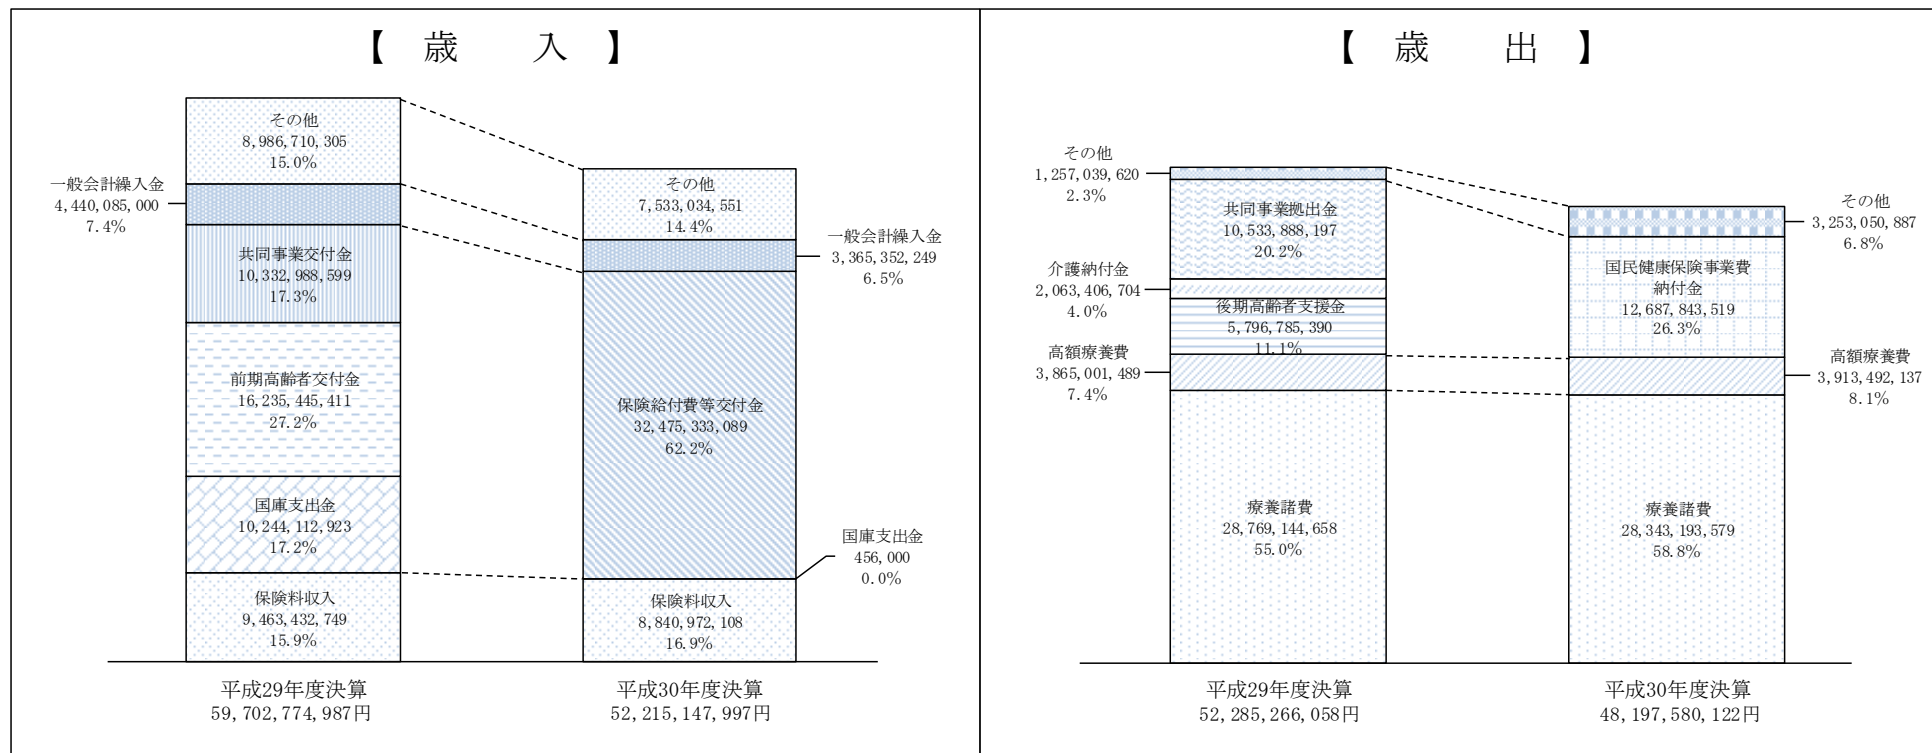 【 歳 入 】
その他
8,986,710,305
15.0%
一般会計繰入金
4,440,085,000
7.4%
共同事業交付金
10,332,988,599
17.3%
前期高齢者交付金
16,235,445,411
27.2%
国庫支出金
10,244,112,923
17.2%
保険料収入
9,463,432,749
15.9%
平成29年度決算
59,702,774,987円
その他
7,533,034,551
14.4%
一般会計繰入金
3,365,352,249
6.5%
保険給付費等交付金
32,475,333,089
62.2%
国庫支出金
456,000
0.0%
保険料収入
8,840,972,108
16.9%
平成30年度決算
52,215,147,997円
【 歳 出 】
その他
1,257,039,620
2.3%
共同事業拠出金
10,533,888,197
20.2%
介護納付金
2,063,406,704
4.0%
後期高齢者支援金
5,796,785,390
11.1%
高額療養費
3,865,001,489
7.4%
療養諸費
28,769,144,658
55.0%
平成29年度決算
52,285,266,058円
その他
3,253,050,887
6.8%
国民健康保険事業費
納付金
12,687,843,519
26.3%
高額療養費
3,913,492,137
8.1%
療養諸費
28,343,193,579
58.8%
平成30年度決算
48,197,580,122円